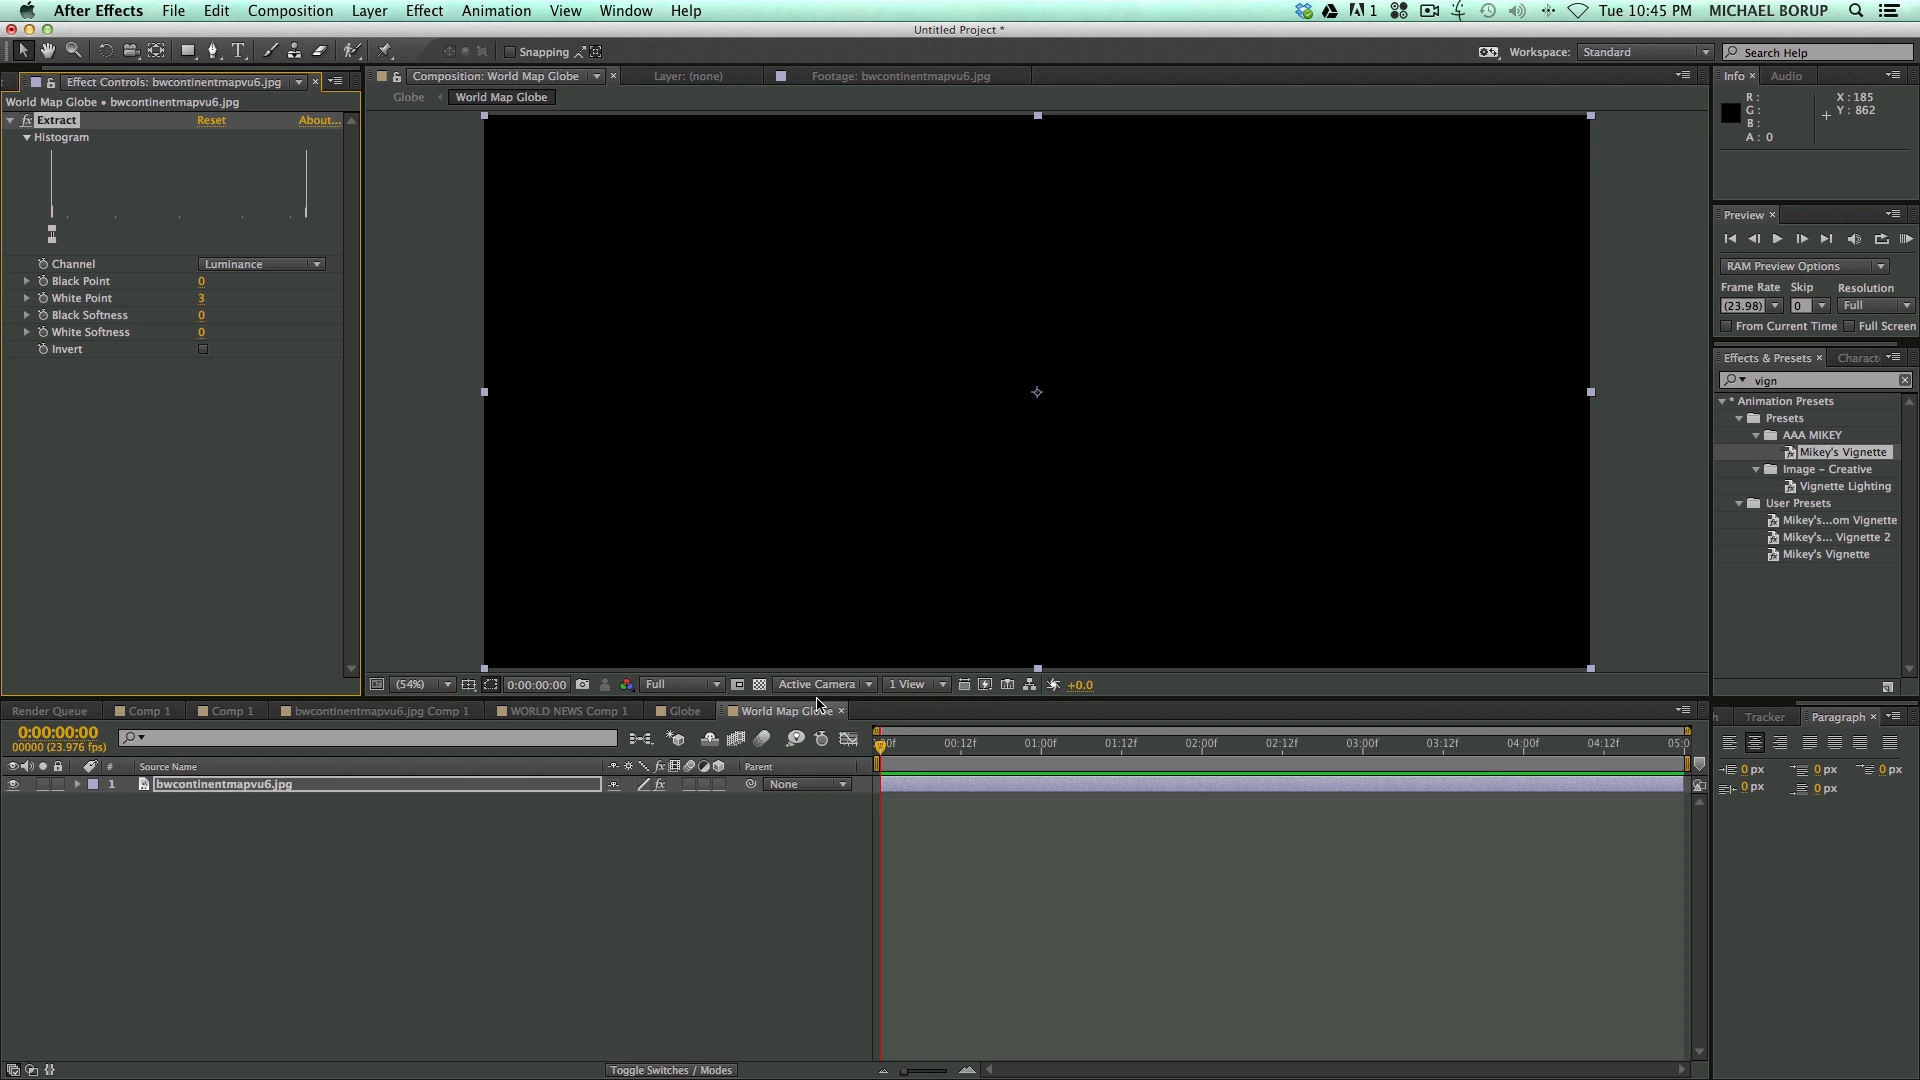 After Effects File Edit Composition Layer Effect Animation View Window Help 1 Tue 10:45 PM MICHAEL BORUP
Untitled Project *
Snapping Workspace: Standard Search Help
Effect Controls: bwcontinentmapvu6.jpg
World Map Globe • bwcontinentmapvu6.jpg
fx Extract Reset About...
Histogram
Channel Luminance
Black Point 0
White Point 3
Black Softness 0
White Softness 0
Invert
Composition: World Map Globe Layer: (none) Footage: bwcontinentmapvu6.jpg
Globe World Map Globe
(54%) 0:00:00:00 Full Active Camera 1 View +0.0
Info Audio
R: X: 185
G: Y: 862
B:
A: 0
Preview
RAM Preview Options
Frame Rate Skip Resolution
(23.98) 0 Full
From Current Time Full Screen
Effects & Presets Charact
vign
* Animation Presets
Presets
AAA MIKEY
Mikey's Vignette
Image – Creative
Vignette Lighting
User Presets
Mikey's...om Vignette
Mikey's... Vignette 2
Mikey's Vignette
Render Queue Comp 1 Comp 1 bwcontinentmapvu6.jpg Comp 1 WORLD NEWS Comp 1 Globe World Map Globe
0:00:00:00
00000 (23.976 fps)
00:12f 01:00f 01:12f 02:00f 02:12f 03:00f 03:12f 04:00f 04:12f 05:0
# Source Name fx Parent
1 bwcontinentmapvu6.jpg fx None
Toggle Switches / Modes
Tracker Paragraph
0 px 0 px 0 px
0 px 0 px